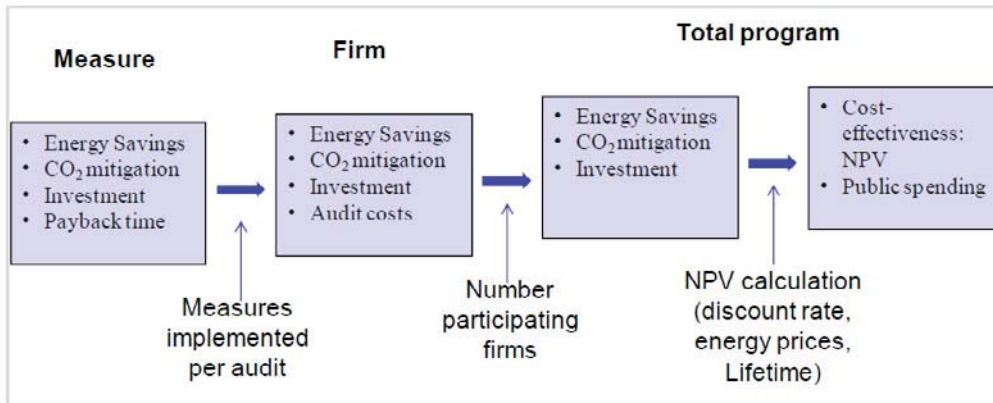 Measure
Firm
Total program
• Energy Savings
• CO₂ mitigation
• Investment
• Payback time
• Energy Savings
• CO₂ mitigation
• Investment
• Audit costs
• Energy Savings
• CO₂ mitigation
• Investment
• Cost-
effectiveness:
NPV
• Public spending
Measures
implemented
per audit
Number
participating
firms
NPV calculation
(discount rate,
energy prices,
Lifetime)